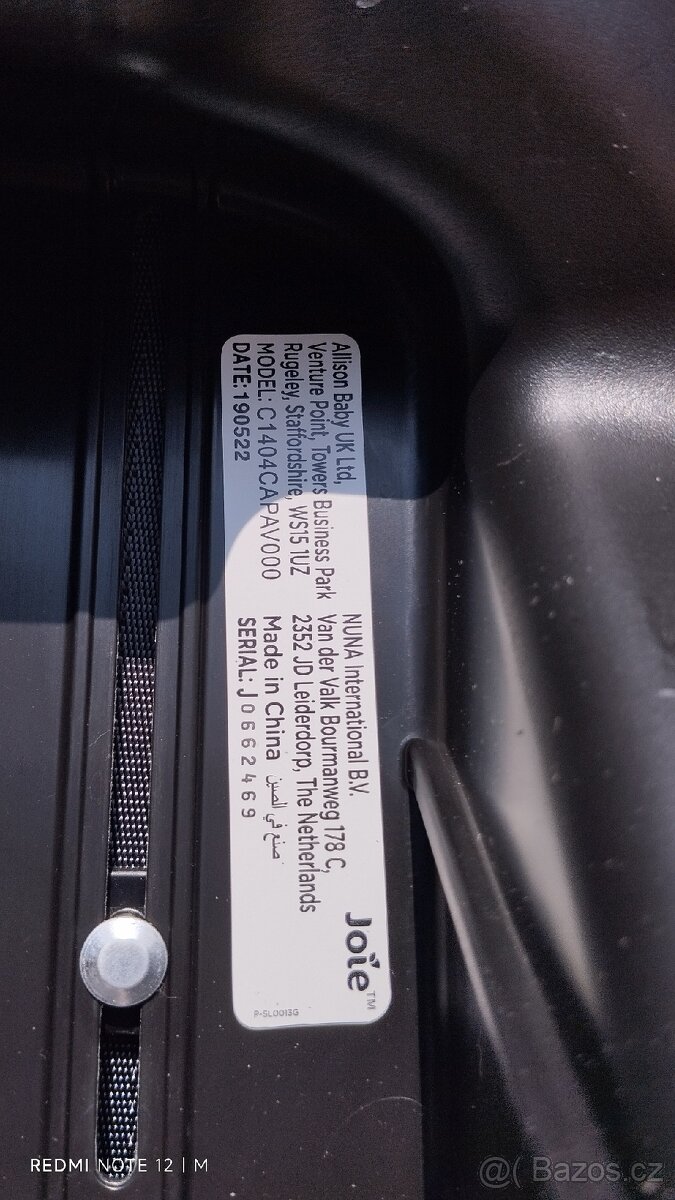 Allison Baby UK Ltd,
Venture Point, Towers Business Park
Rugeley, Staffordshire, WS15 1UZ
MODEL: C1404CAPAV000
DATE: 190522
NUNA International B.V.
Van der Valk Bourmanweg 178 C,
2352 JD Leiderdorp, The Netherlands
Made in China صنع في الصين
SERIAL: J0662469
Joie™
P-SL0013G
REDMI NOTE 12 | M
@( Bazos.cz